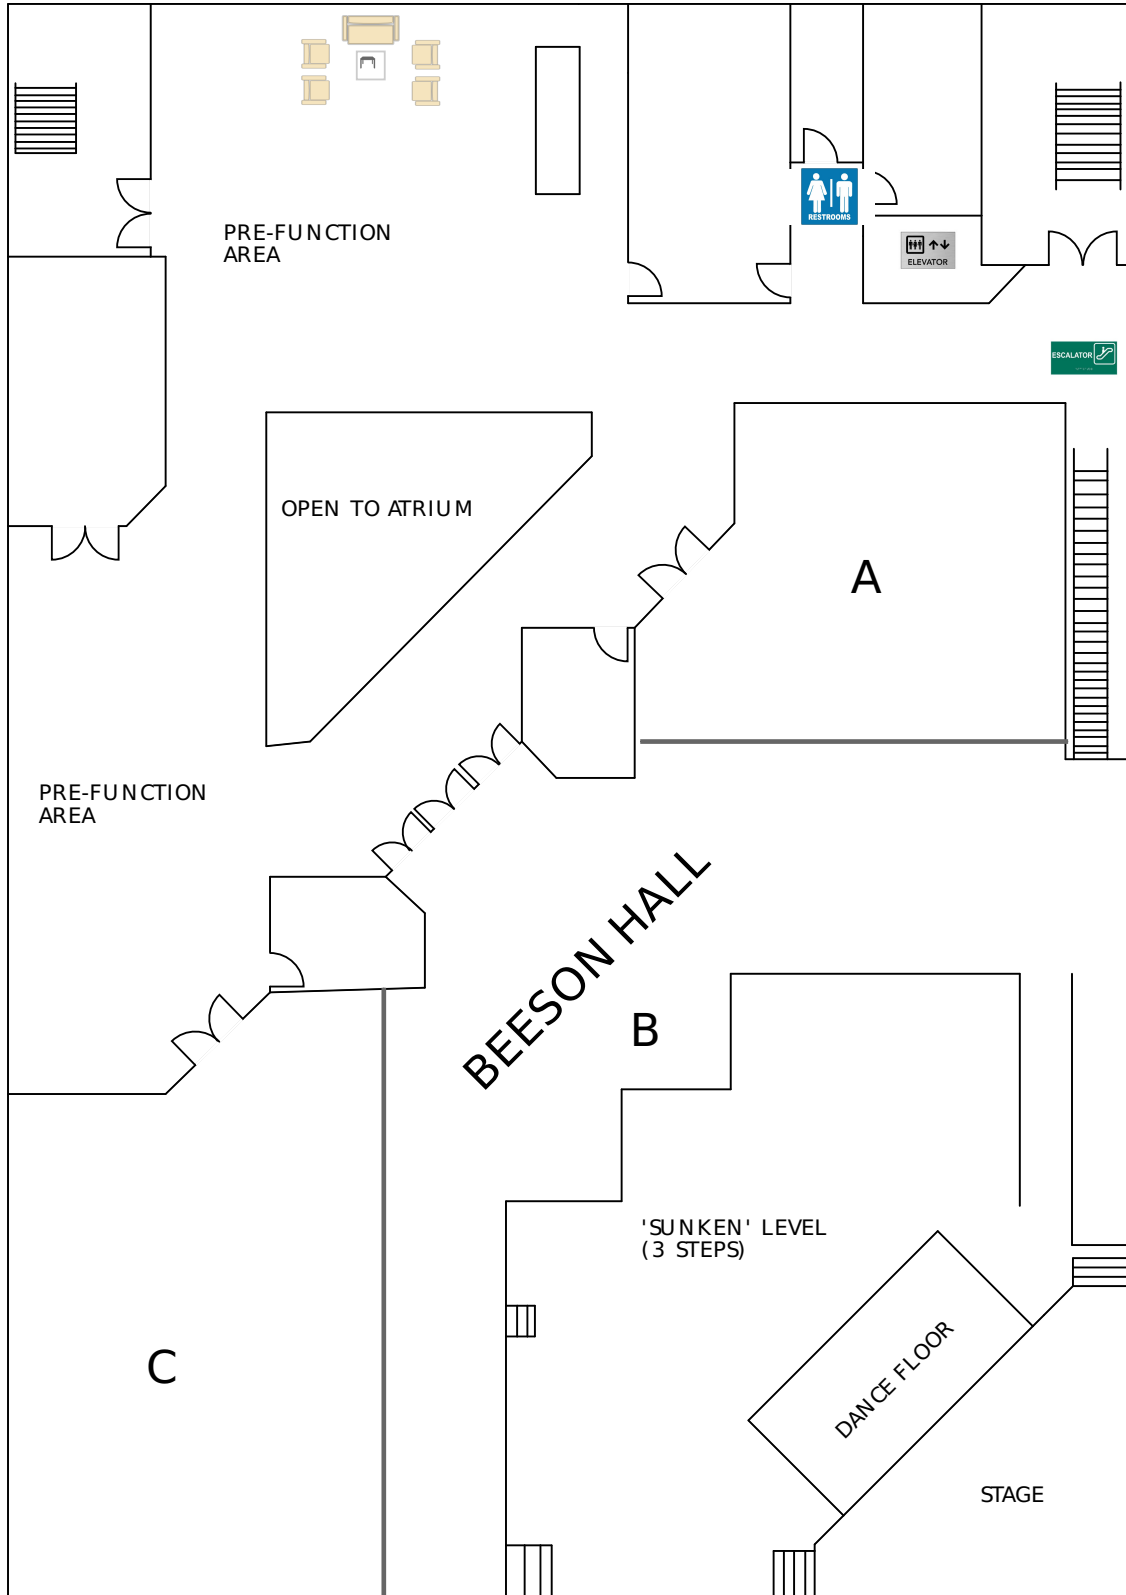 RESTROOMS
PRE-FUNCTION
AREA
ELEVATOR
ESCALATOR
OPEN TO ATRIUM
A
PRE-FUNCTION
AREA
BEESON HALL
B
'SUNKEN' LEVEL
(3 STEPS)
C
DANCE FLOOR
STAGE